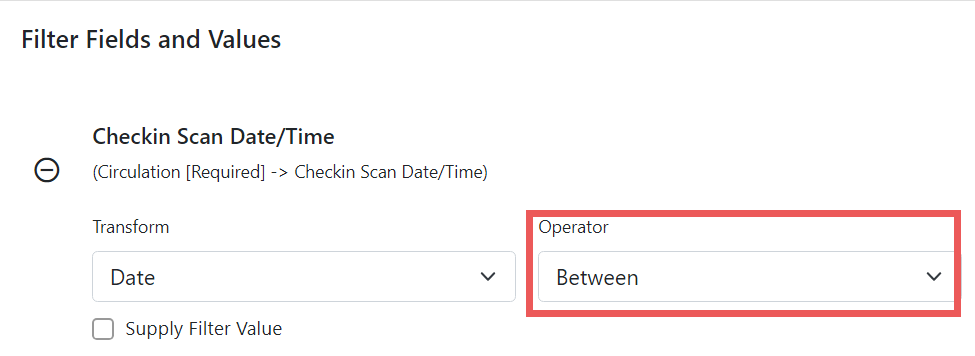 Filter Fields and Values
Checkin Scan Date/Time
(Circulation [Required] -> Checkin Scan Date/Time)
Transform
Operator
Date
Between
Supply Filter Value